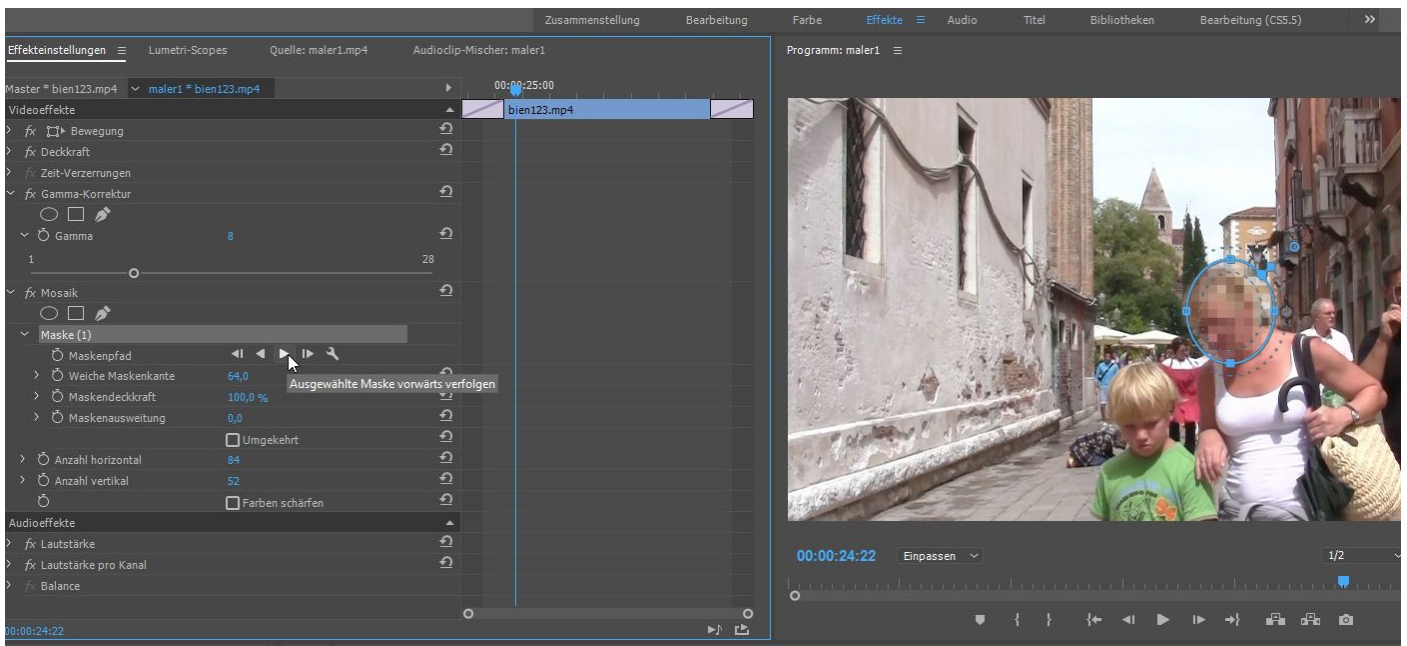 Zusammenstellung Bearbeitung Farbe Effekte Audio Titel Bibliotheken Bearbeitung (CS5.5)
Effekteinstellungen Lumetri-Scopes Quelle: maler1.mp4 Audioclip-Mischer: maler1
Programm: maler1
Master * bien123.mp4 maler1 * bien123.mp4
00:00:25:00
Videoeffekte
bien123.mp4
fx Bewegung
fx Deckkraft
fx Zeit-Verzerrungen
fx Gamma-Korrektur
Gamma 8
1 28
fx Mosaik
Maske (1)
Maskenpfad
Weiche Maskenkante 64,0
Ausgewählte Maske vorwärts verfolgen
Maskendeckkraft 100,0 %
Maskenausweitung 0,0
Umgekehrt
Anzahl horizontal 84
Anzahl vertikal 52
Farben schärfen
Audioeffekte
fx Lautstärke
fx Lautstärke pro Kanal
fx Balance
00:00:24:22
00:00:24:22 Einpassen 1/2